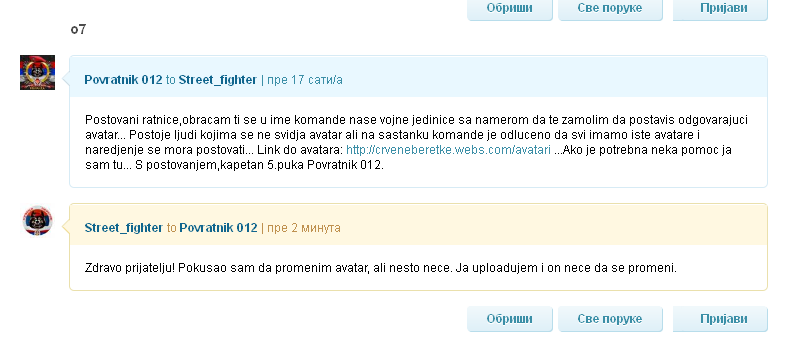 Обриши Све поруке Пријави
o7
Povratnik 012 to Street_fighter | пре 17 сати/а
Postovani ratnice,obracam ti se u ime komande nase vojne jedinice sa namerom da te zamolim da postavis odgovarajuci
avatar... Postoje ljudi kojima se ne svidja avatar ali na sastanku komande je odluceno da svi imamo iste avatare i
naredjenje se mora postovati... Link do avatara: http://crveneberetke.webs.com/avatari ...Ako je potrebna neka pomoc ja
sam tu... S postovanjem,kapetan 5.puka Povratnik 012.
Street_fighter to Povratnik 012 | пре 2 минута
Zdravo prijatelju! Pokusao sam da promenim avatar, ali nesto nece. Ja uploadujem i on nece da se promeni.
Обриши Све поруке Пријави